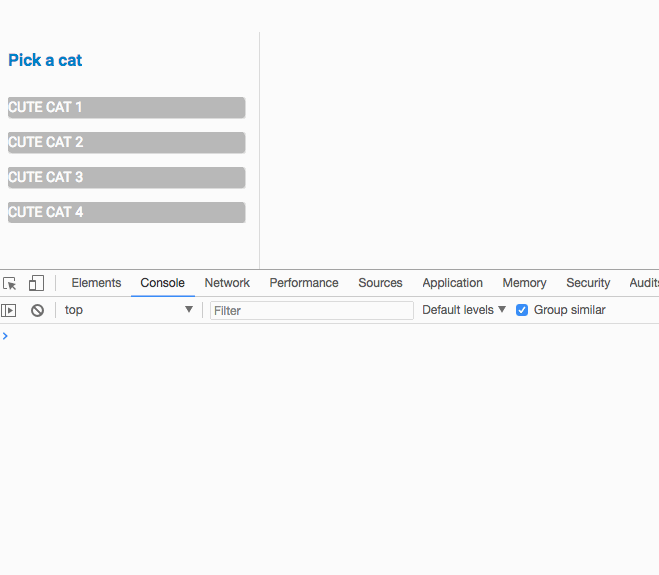 Pick a cat
CUTE CAT 1
CUTE CAT 2
CUTE CAT 3
CUTE CAT 4
Elements Console Network Performance Sources Application Memory Security Audits
top Filter Default levels Group similar